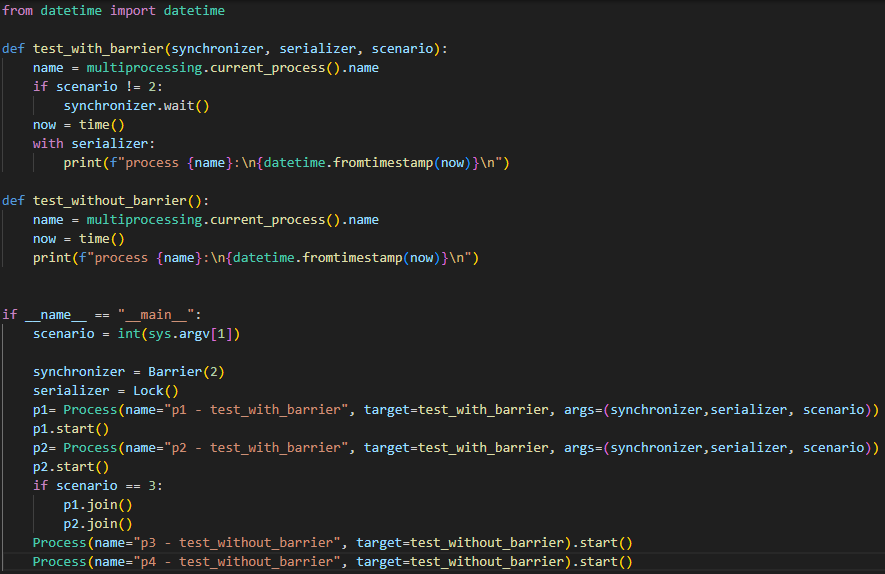 from datetime import datetime
def test_with_barrier(synchronizer, serializer, scenario):
    name = multiprocessing.current_process().name
    if scenario != 2:
        synchronizer.wait()
    now = time()
    with serializer:
        print(f"process {name}:\n{datetime.fromtimestamp(now)}\n")
def test_without_barrier():
    name = multiprocessing.current_process().name
    now = time()
    print(f"process {name}:\n{datetime.fromtimestamp(now)}\n")
if __name__ == "__main__":
    scenario = int(sys.argv[1])
    synchronizer = Barrier(2)
    serializer = Lock()
    p1= Process(name="p1 - test_with_barrier", target=test_with_barrier, args=(synchronizer,serializer, scenario))
    p1.start()
    p2= Process(name="p2 - test_with_barrier", target=test_with_barrier, args=(synchronizer,serializer, scenario))
    p2.start()
    if scenario == 3:
        p1.join()
        p2.join()
    Process(name="p3 - test_without_barrier", target=test_without_barrier).start()
    Process(name="p4 - test_without_barrier", target=test_without_barrier).start()